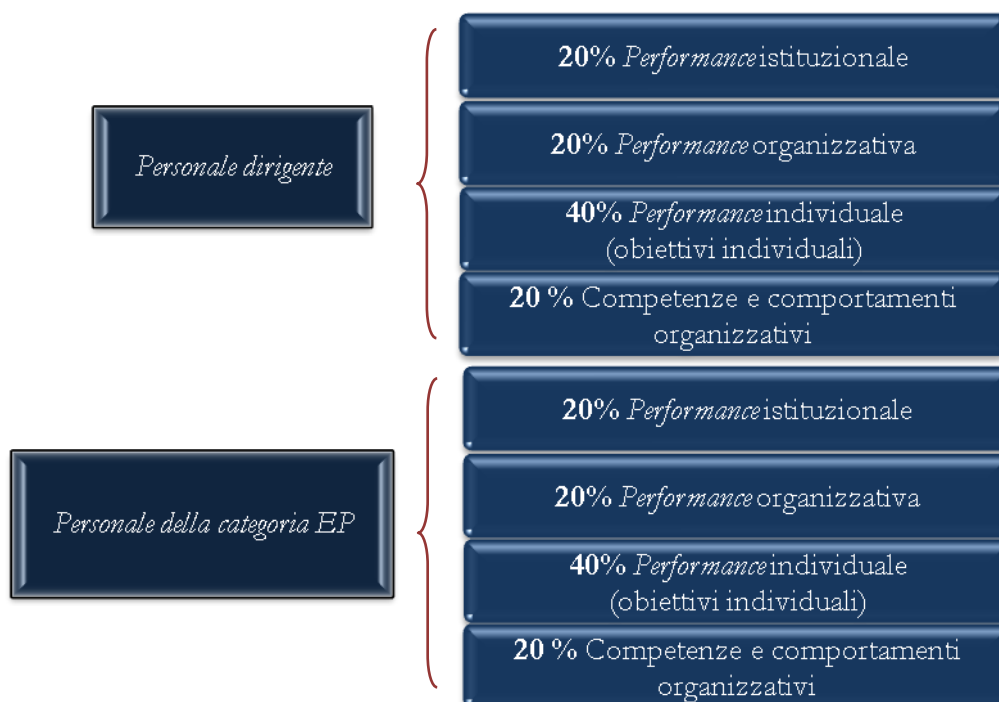 Personale dirigente
20% Performance istituzionale
20% Performance organizzativa
40% Performance individuale
(obiettivi individuali)
20 % Competenze e comportamenti
organizzativi
Personale della categoria EP
20% Performance istituzionale
20% Performance organizzativa
40% Performance individuale
(obiettivi individuali)
20 % Competenze e comportamenti
organizzativi